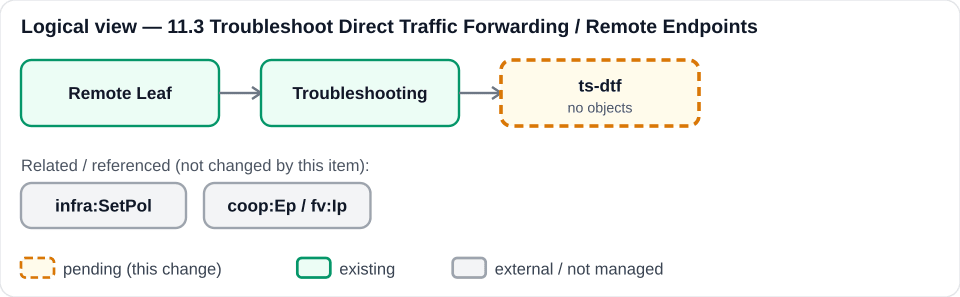 Logical view — 11.3 Troubleshoot Direct Traffic Forwarding / Remote Endpoints
Remote Leaf
Troubleshooting
ts-dtf
no objects
Related / referenced (not changed by this item):
infra:SetPol
coop:Ep / fv:Ip
pending (this change)
existing
external / not managed